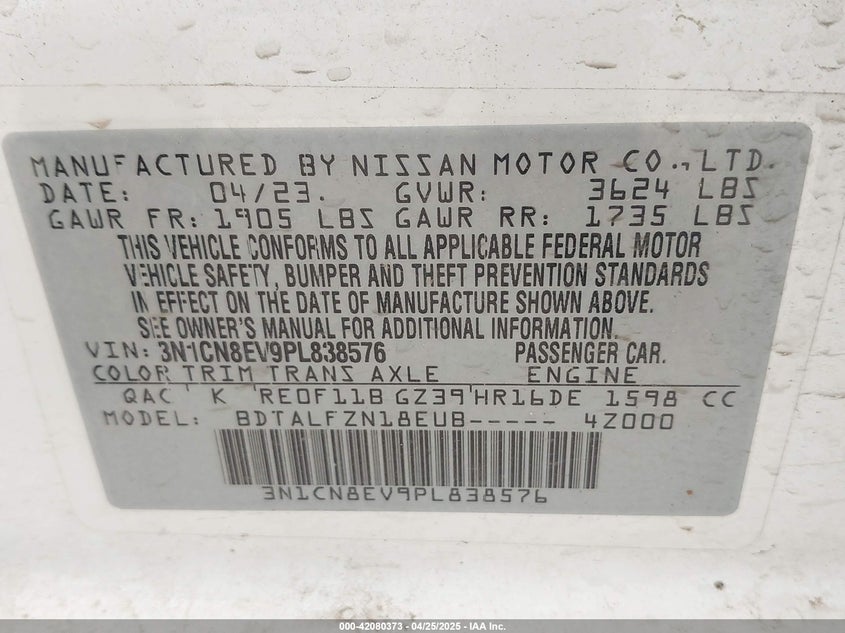 MANUFACTURED BY NISSAN MOTOR CO., LTD.
DATE: 04/23. GVWR: 3624 LBS
GAWR FR: 1905 LBS GAWR RR: 1735 LBS
THIS VEHICLE CONFORMS TO ALL APPLICABLE FEDERAL MOTOR
VEHICLE SAFETY, BUMPER AND THEFT PREVENTION STANDARDS
IN EFFECT ON THE DATE OF MANUFACTURE SHOWN ABOVE.
SEE OWNER'S MANUAL FOR ADDITIONAL INFORMATION.
VIN: 3N1CN8EV9PL838576 PASSENGER CAR.
COLOR TRIM TRANS AXLE ENGINE
QAC K RE0F11B GZ39 HR16DE 1598 CC
MODEL: BDTALFZN18EUB----- 4Z000
3N1CN8EV9PL838576
000-42080373 - 04/25/2025 - IAA Inc.